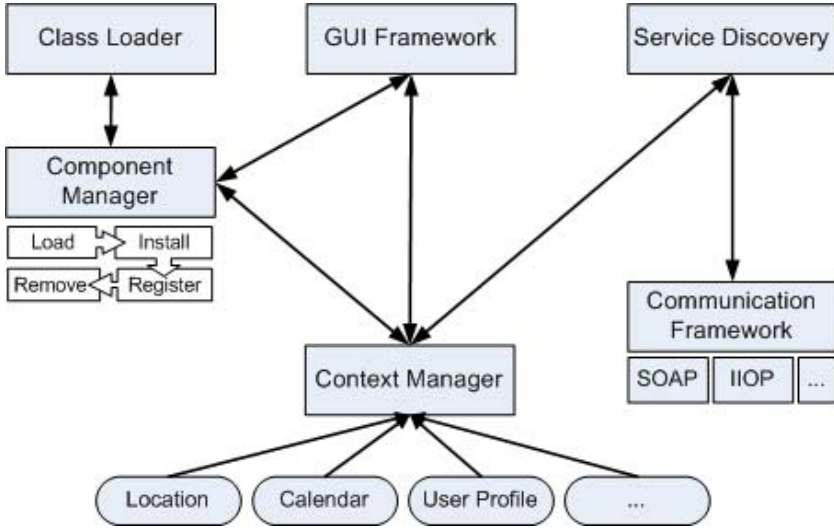 Class Loader
GUI Framework
Service Discovery
Component
Manager
Load
Install
Remove
Register
Communication
Framework
SOAP
IIOP
...
Context Manager
Location
Calendar
User Profile
...